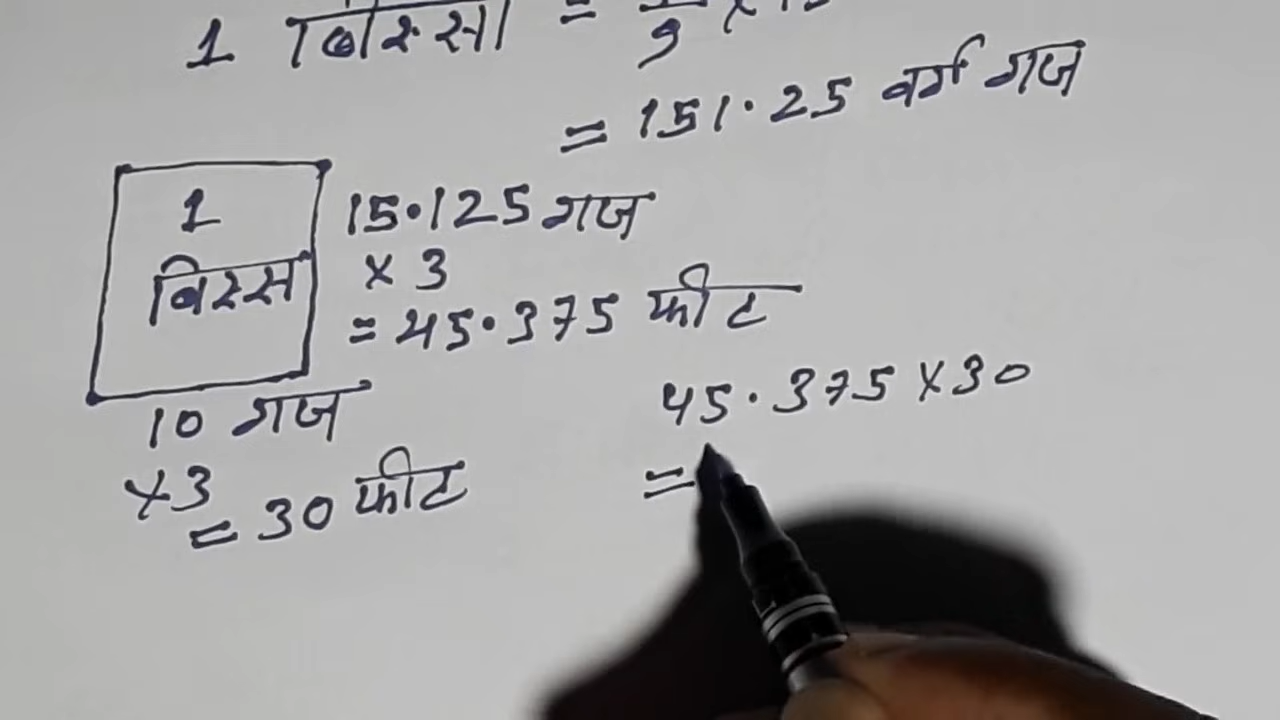 1 बिस्सा = 9 ×
= 151.25 वर्ग गज
1 15.125 गज
बिस्स × 3
= 45.375 फीट
10 गज 45.375 × 30
×3 =
= 30 फीट